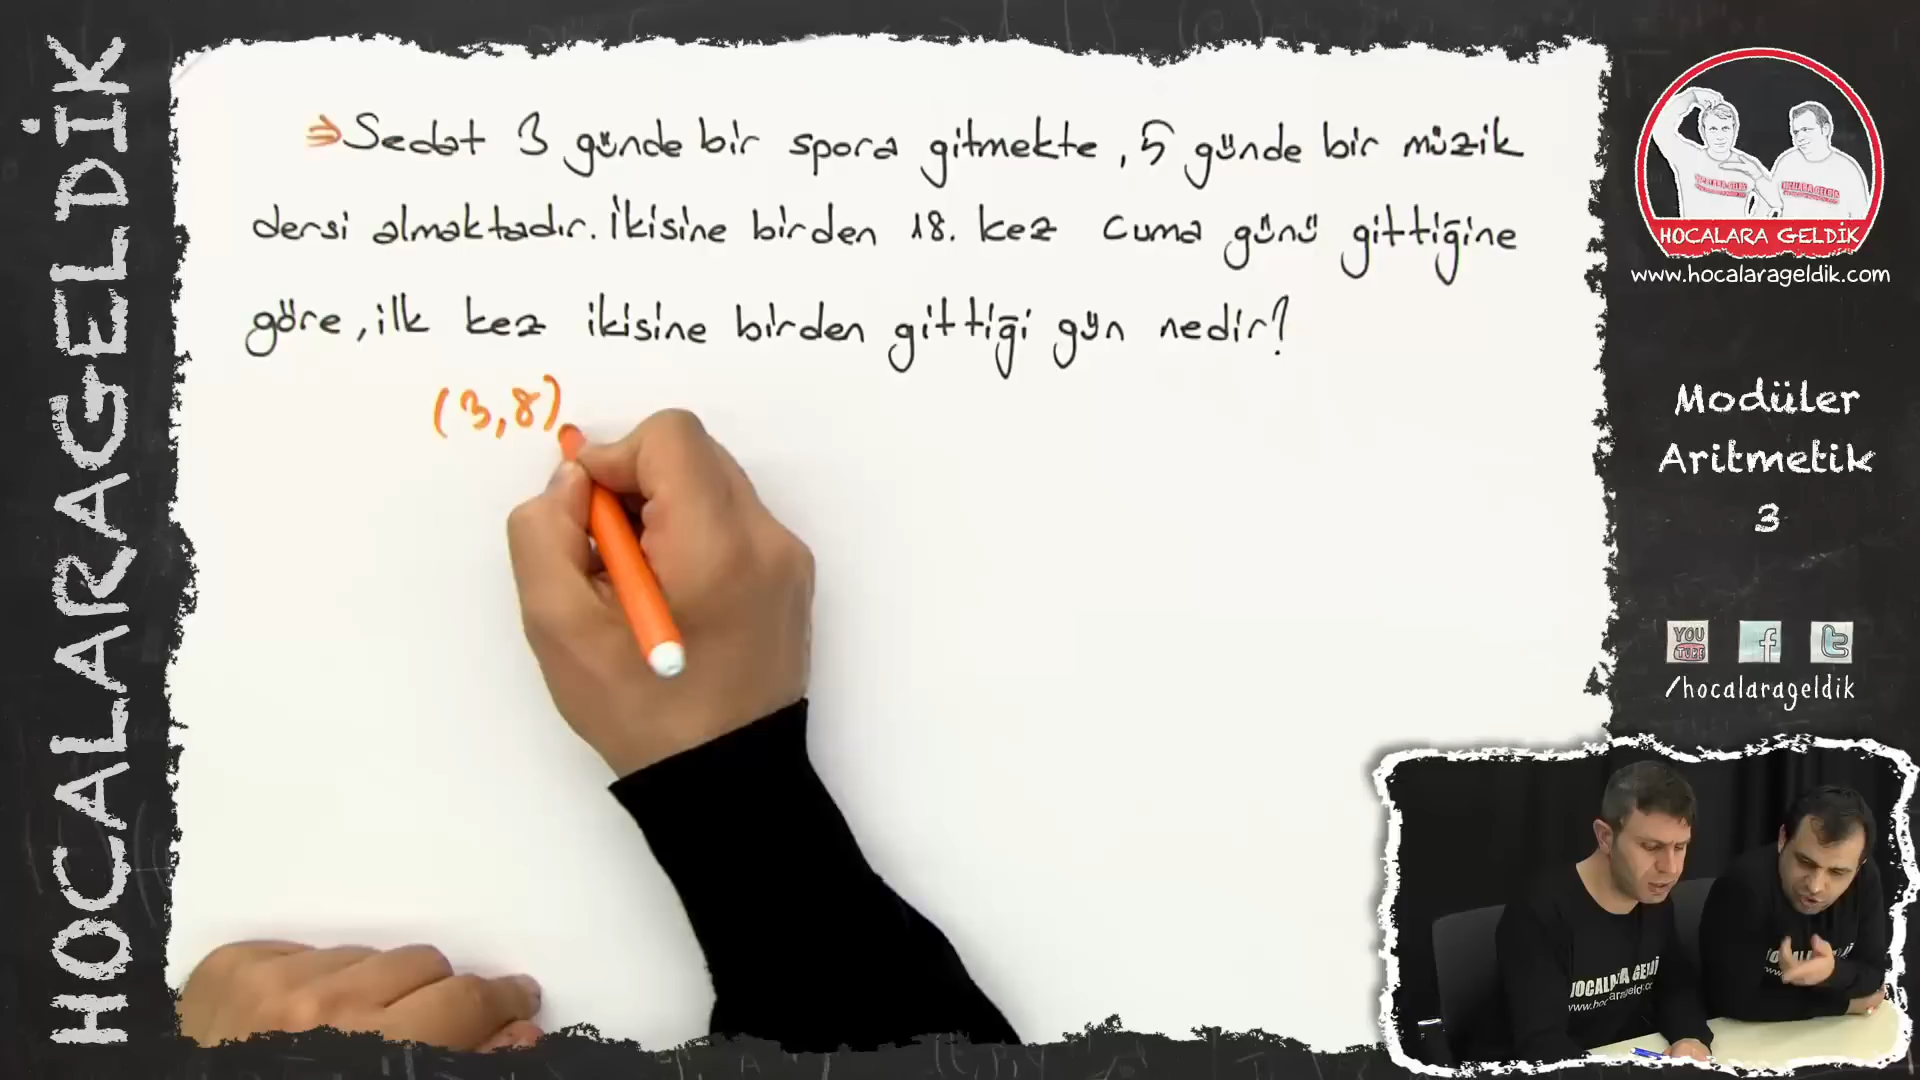 HOCALARAGELDİK
⇒ Sedat 3 günde bir spora gitmekte, 5 günde bir müzik
dersi almaktadır. İkisine birden 18. kez Cuma günü gittiğine
göre, ilk kez ikisine birden gittiği gün nedir?
(3,8)
HOCALARA GELDİK
www.hocalarageldik.com
Modüler
Aritmetik
3
YOU
TUBE
f
t
/hocalarageldik